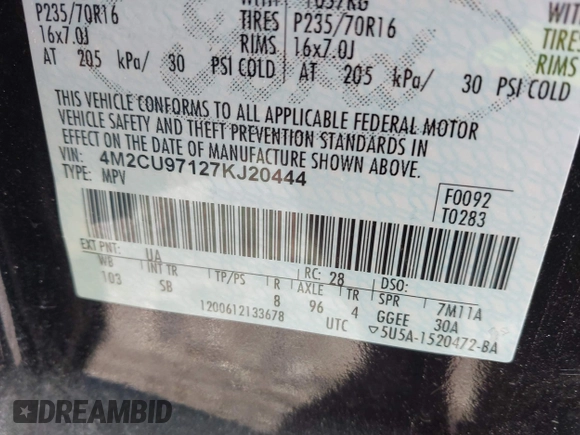 P235/70R16 WITH
16x7.0J TIRES P235/70R16 WIT
RIMS 16x7.0J TIRE
AT 205 kPa/ 30 PSI COLD AT 205 kPa/ 30 PSI COLD RIMS
THIS VEHICLE CONFORMS TO ALL APPLICABLE FEDERAL MOTOR
VEHICLE SAFETY AND THEFT PREVENTION STANDARDS IN
EFFECT ON THE DATE OF MANUFACTURE SHOWN ABOVE.
VIN: 4M2CU97127KJ20444
TYPE: MPV
F0092
T0283
EXT PNT: UA RC: 28 DSO:
WB INT TR TP/PS R AXLE TR SPR 7M11A
103 SB 8 96 4 GGEE 30A
1200612133678 UTC ▽5U5A-1520472-BA
DREAMBID